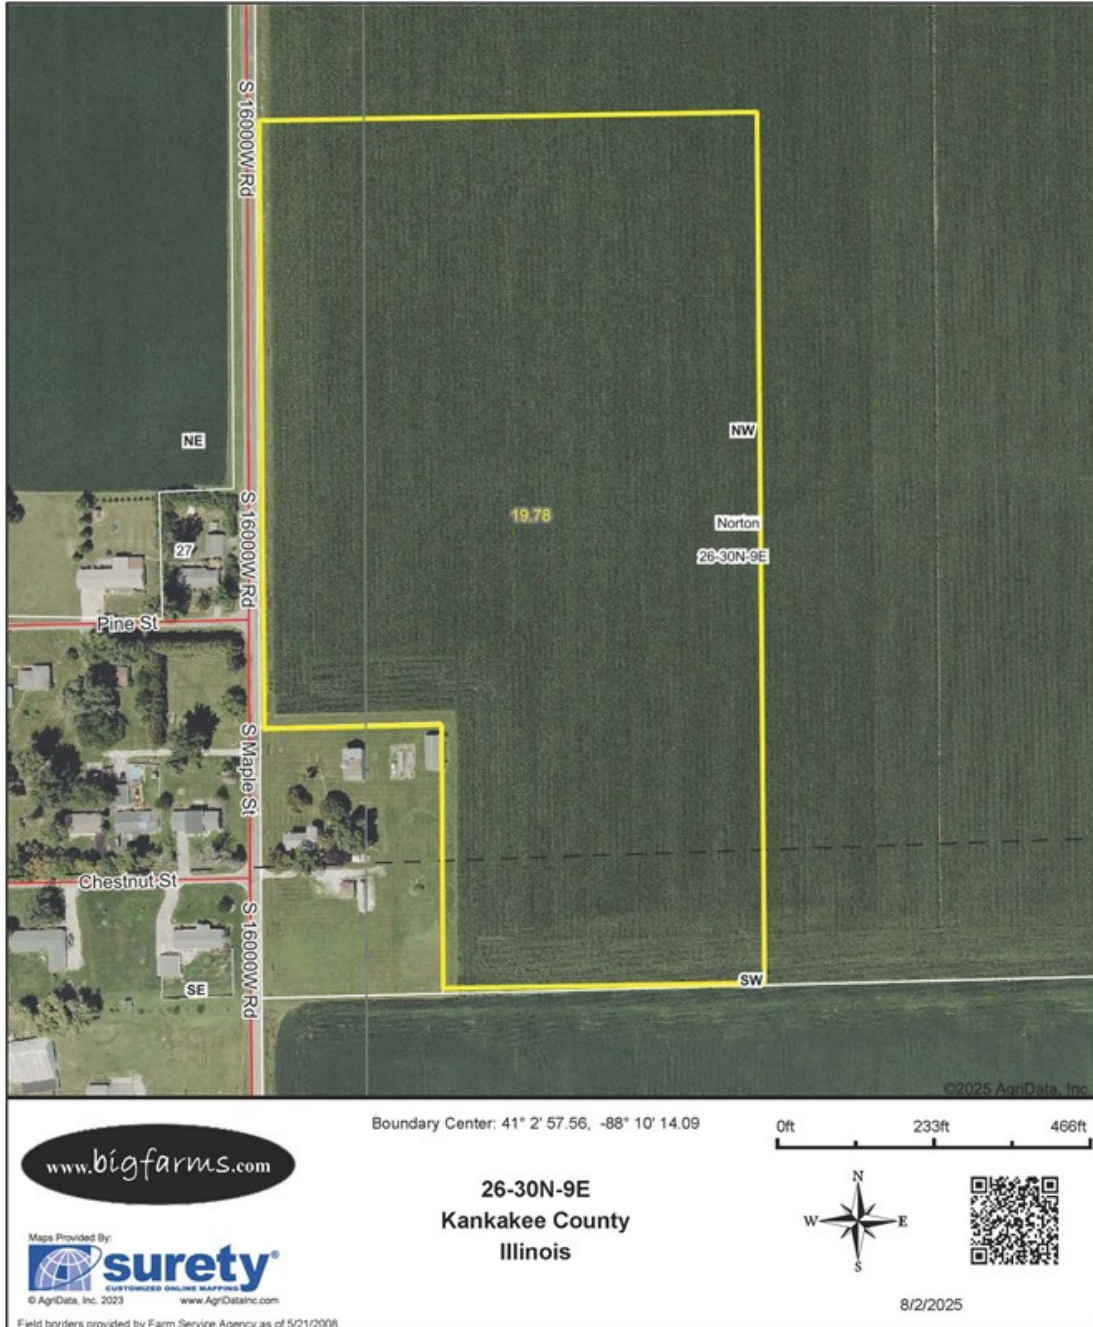 S 16000W Rd
NE
NW
S 16000W Rd
19.78
Norton
27
26-30N-9E
Pine St
S Maple St
Chestnut St
S 16000W Rd
SW
SE
©2025 AgriData, Inc.
Boundary Center: 41° 2' 57.56, -88° 10' 14.09
0ft 233ft 466ft
www.bigfarms.com
26-30N-9E
Kankakee County
Illinois
N
W E
S
Maps Provided By:
surety®
CUSTOMIZED ONLINE MAPPING
© AgriData, Inc. 2023 www.AgriDataInc.com
8/2/2025
Field borders provided by Farm Service Agency as of 5/21/2008.